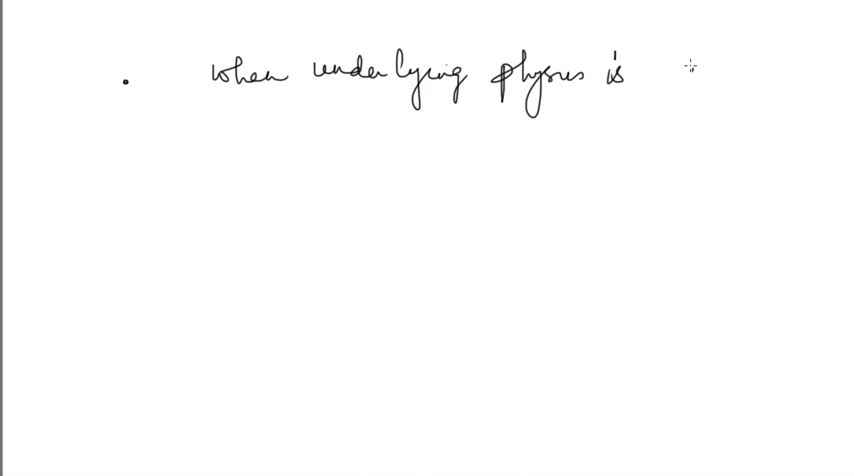 • when underlying physics is